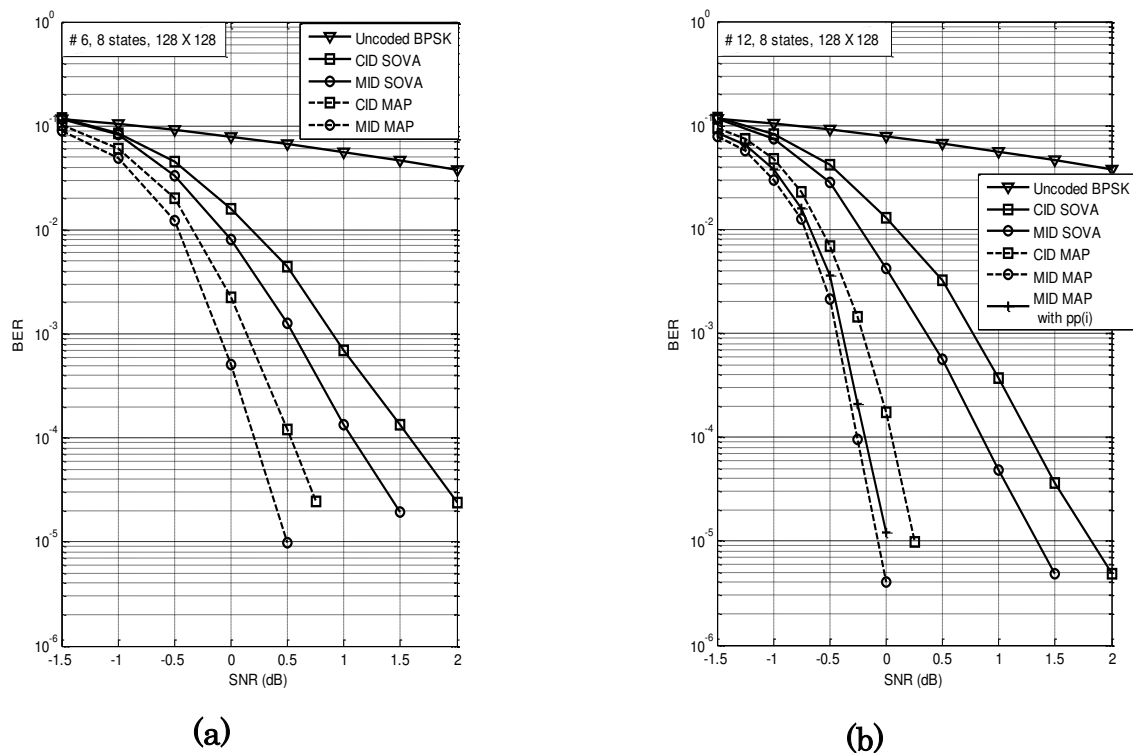 # 6, 8 states, 128 X 128
Uncoded BPSK
CID SOVA
MID SOVA
CID MAP
MID MAP
10^0
10^-1
10^-2
10^-3
10^-4
10^-5
10^-6
BER
-1.5 -1 -0.5 0 0.5 1 1.5 2
SNR (dB)
(a)
# 12, 8 states, 128 X 128
Uncoded BPSK
CID SOVA
MID SOVA
CID MAP
MID MAP
MID MAP
with pp(i)
10^0
10^-1
10^-2
10^-3
10^-4
10^-5
10^-6
BER
-1.5 -1 -0.5 0 0.5 1 1.5 2
SNR (dB)
(b)